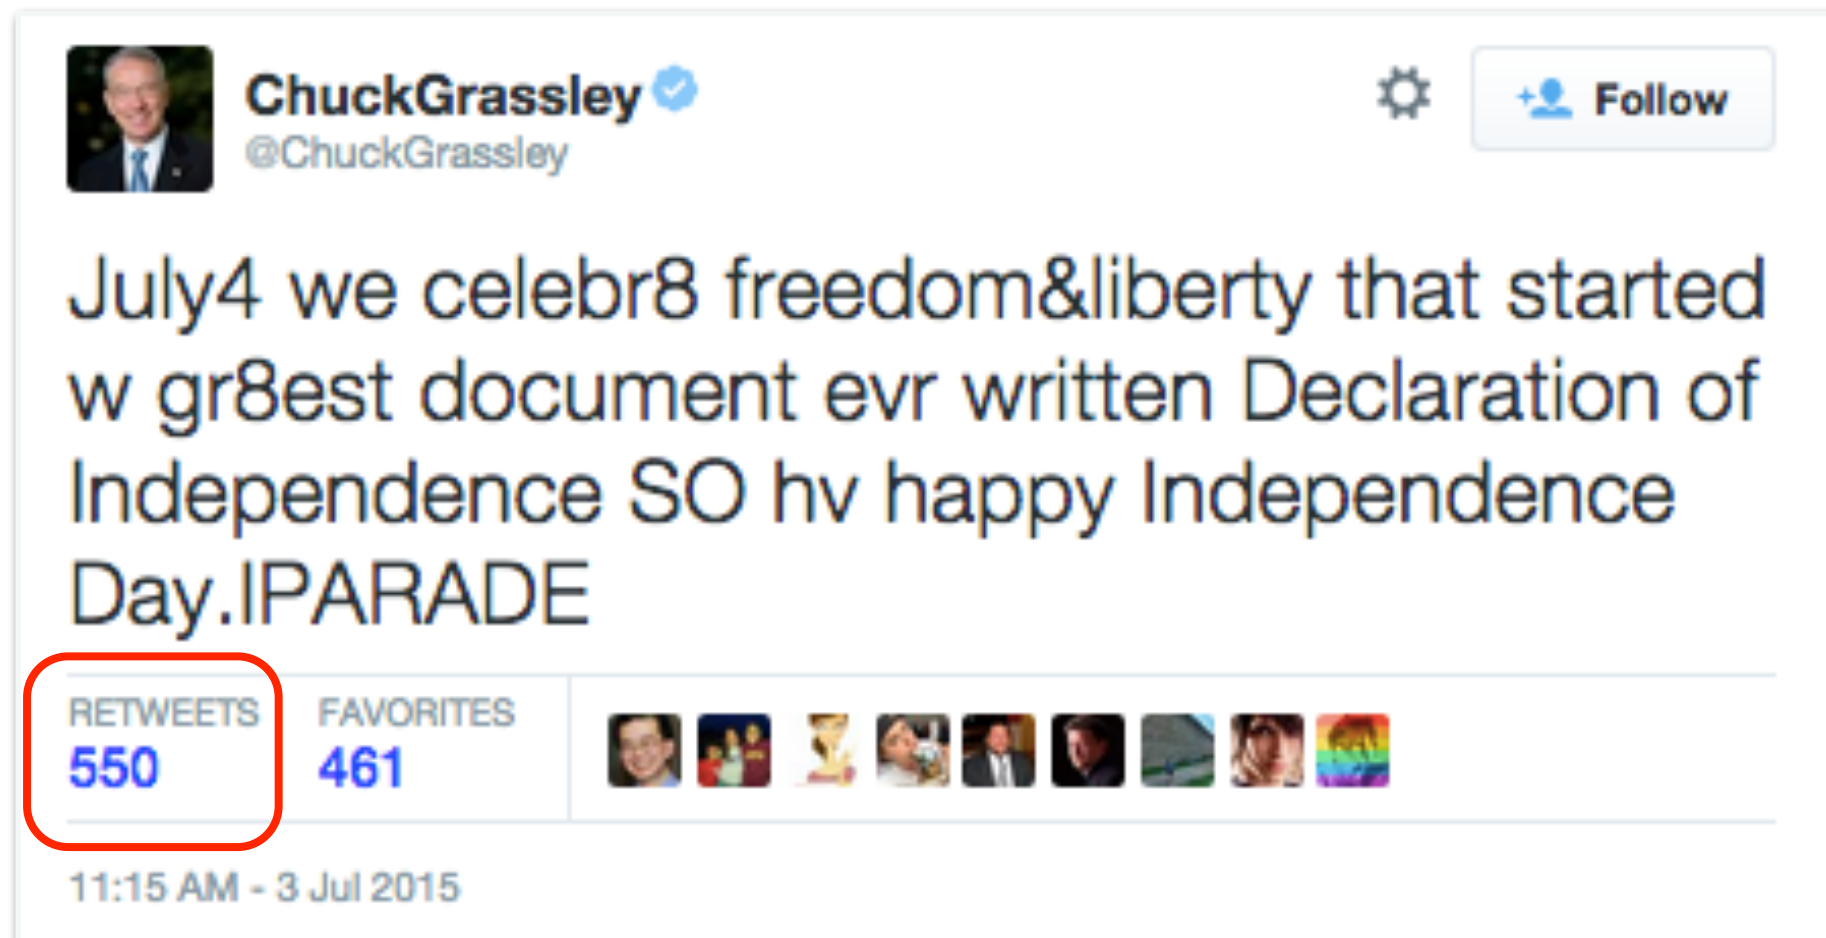 ChuckGrassley
@ChuckGrassley
Follow
July4 we celebr8 freedom&liberty that started
w gr8est document evr written Declaration of
Independence SO hv happy Independence
Day.IPARADE
RETWEETS FAVORITES
550 461
11:15 AM - 3 Jul 2015